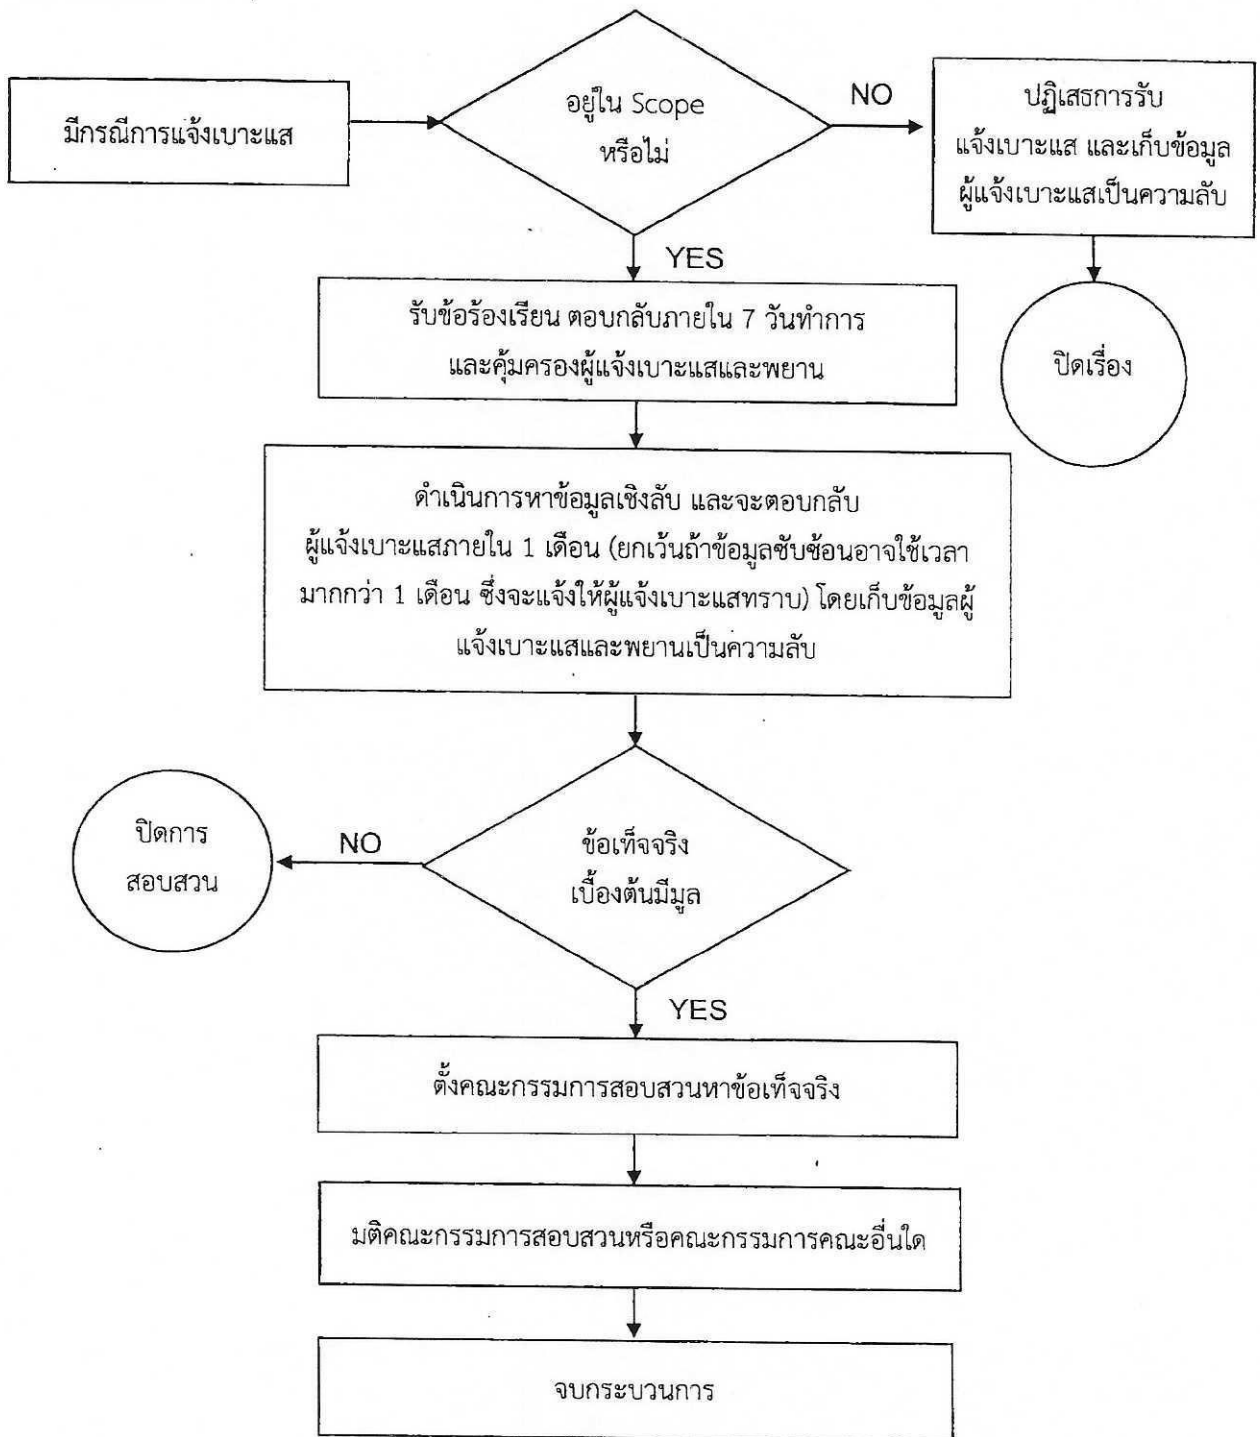 มีกรณีการแจ้งเบาะแส
อยู่ใน Scope
หรือไม่
NO
ปฏิเสธการรับ
แจ้งเบาะแส และเก็บข้อมูล
ผู้แจ้งเบาะแสเป็นความลับ
ปิดเรื่อง
YES
รับข้อร้องเรียน ตอบกลับภายใน 7 วันทำการ
และคุ้มครองผู้แจ้งเบาะแสและพยาน
ดำเนินการหาข้อมูลเชิงลับ และจะตอบกลับ
ผู้แจ้งเบาะแสภายใน 1 เดือน (ยกเว้นถ้าข้อมูลซับซ้อนอาจใช้เวลา
มากกว่า 1 เดือน ซึ่งจะแจ้งให้ผู้แจ้งเบาะแสทราบ) โดยเก็บข้อมูลผู้
แจ้งเบาะแสและพยานเป็นความลับ
ข้อเท็จจริง
เบื้องต้นมีมูล
NO
ปิดการ
สอบสวน
YES
ตั้งคณะกรรมการสอบสวนหาข้อเท็จจริง
มติคณะกรรมการสอบสวนหรือคณะกรรมการคณะอื่นใด
จบกระบวนการ